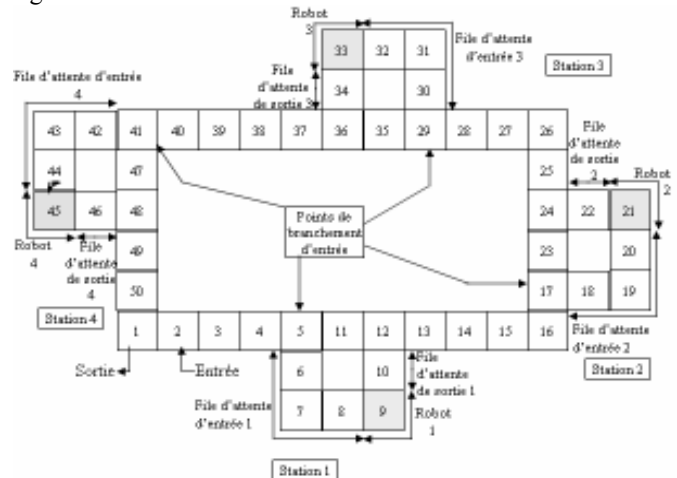 Robot
3
33 32 31
File d'attente
d'entrée 3
Station 3
File d'attente d'entrée
4
File
d'attente
de sortie 3
34 30
43 42 41 40 39 38 37 36 35 29 28 27 26
File
d'attente
de sortie
2
Robot
2
44 47 25
45 46 48
Points de
branchement
d'entrée
24 22 21
Robot
4
File
d'attente
de sortie
4
49 23 20
Station 4
50 17 18 19
1 2 3 4 5 11 12 13 14 15 16
File d'attente
d'entrée 2
Station 2
Sortie
Entrée
6 10
File
d'attente
de sortie 1
File d'attente
d'entrée 1
7 8 9
Robot
1
Station 1